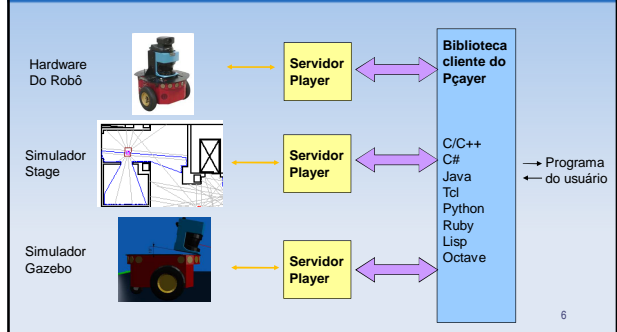 Hardware
Do Robô
Servidor
Player
Biblioteca
cliente do
Pçayer
Simulador
Stage
Servidor
Player
C/C++
C#
Java
Tcl
Python
Ruby
Lisp
Octave
Programa
do usuário
Simulador
Gazebo
Servidor
Player
6